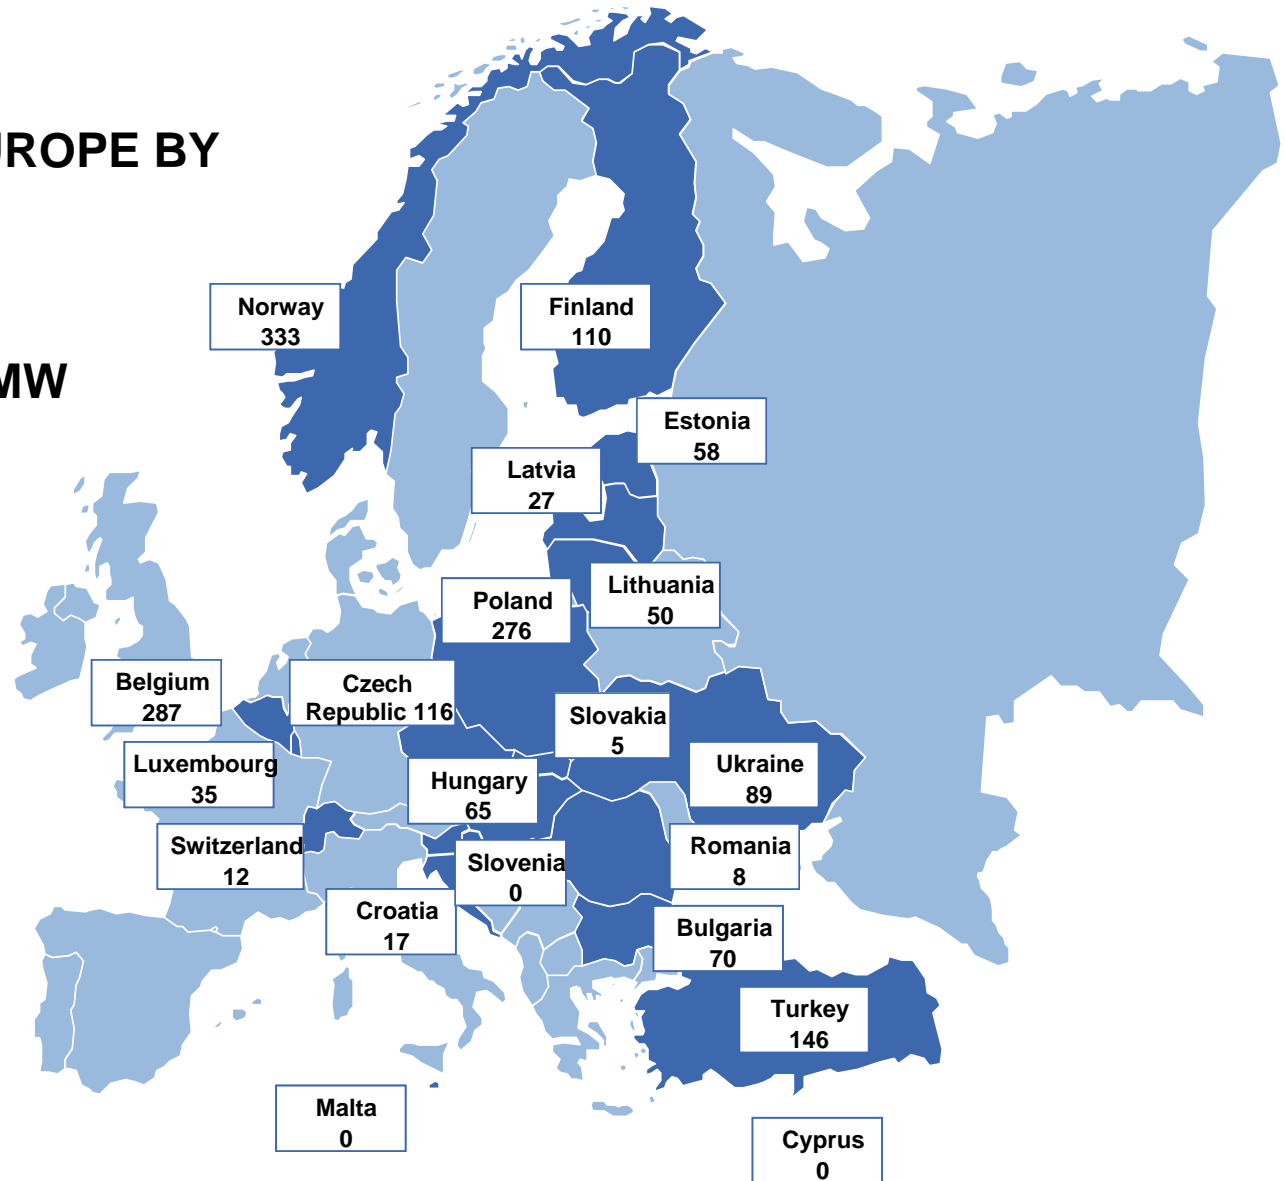 UROPE BY
MW
Norway
333
Finland
110
Estonia
58
Latvia
27
Lithuania
50
Poland
276
Belgium
287
Czech
Republic 116
Slovakia
5
Luxembourg
35
Hungary
65
Ukraine
89
Switzerland
12
Slovenia
0
Romania
8
Croatia
17
Bulgaria
70
Turkey
146
Malta
0
Cyprus
0